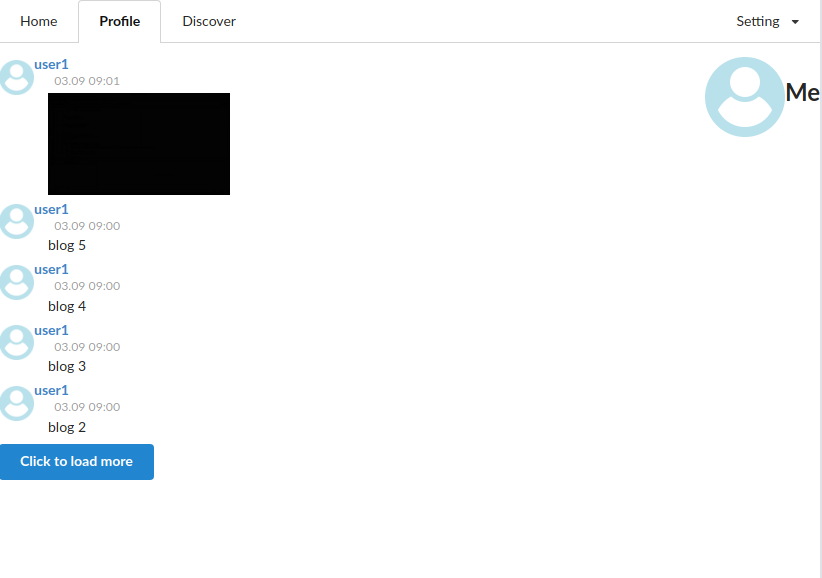 Home Profile Discover Setting
user1
03.09 09:01
Me
user1
03.09 09:00
blog 5
user1
03.09 09:00
blog 4
user1
03.09 09:00
blog 3
user1
03.09 09:00
blog 2
Click to load more